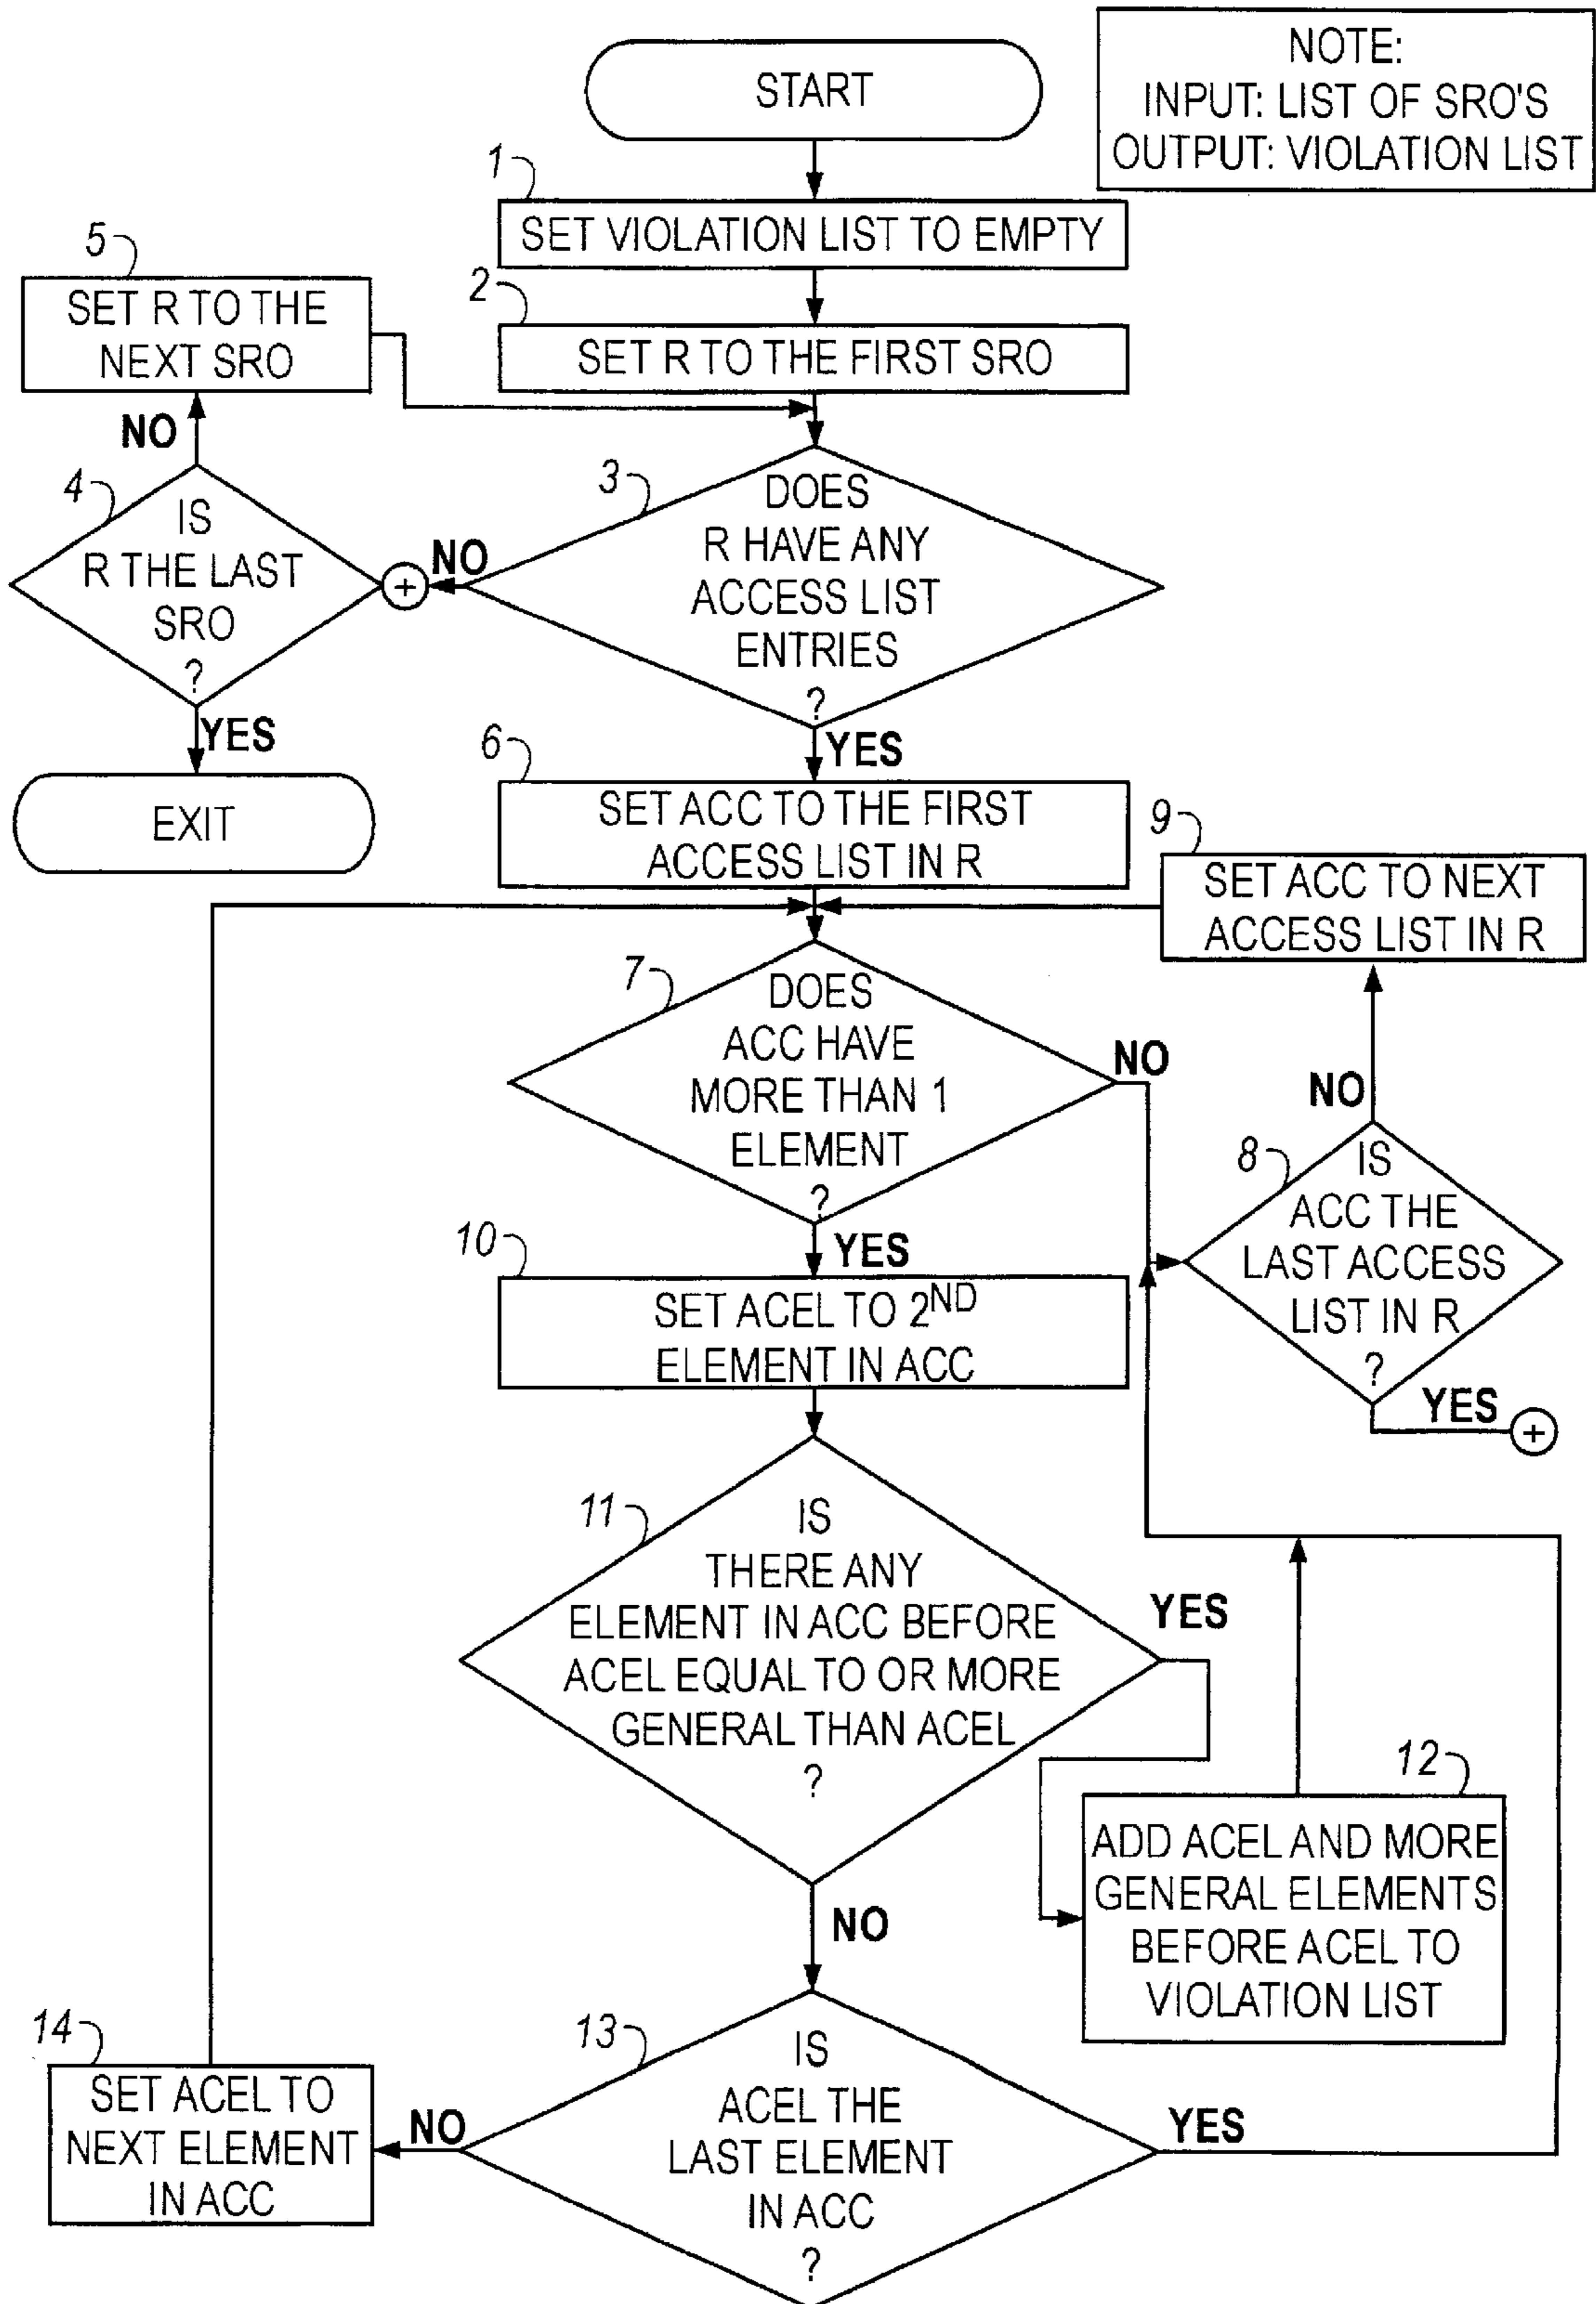 START
NOTE:
INPUT: LIST OF SRO'S
OUTPUT: VIOLATION LIST
1
SET VIOLATION LIST TO EMPTY
2
SET R TO THE FIRST SRO
5
SET R TO THE
NEXT SRO
NO
4
IS
R THE LAST
SRO
?
YES
EXIT
3
DOES
R HAVE ANY
ACCESS LIST
ENTRIES
?
NO
+
YES
6
SET ACC TO THE FIRST
ACCESS LIST IN R
9
SET ACC TO NEXT
ACCESS LIST IN R
7
DOES
ACC HAVE
MORE THAN 1
ELEMENT
?
NO
YES
NO
8
IS
ACC THE
LAST ACCESS
LIST IN R
?
YES
+
10
SET ACEL TO 2ND
ELEMENT IN ACC
11
IS
THERE ANY
ELEMENT IN ACC BEFORE
ACEL EQUAL TO OR MORE
GENERAL THAN ACEL
?
YES
NO
12
ADD ACEL AND MORE
GENERAL ELEMENTS
BEFORE ACEL TO
VIOLATION LIST
13
IS
ACEL THE
LAST ELEMENT
IN ACC
?
YES
NO
14
SET ACEL TO
NEXT ELEMENT
IN ACC